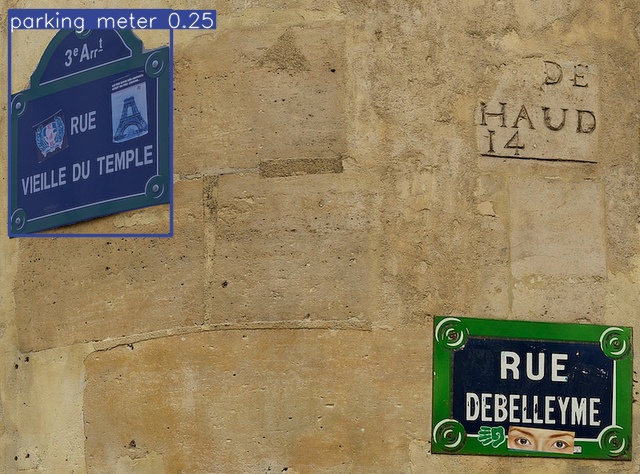 parking meter 0.25
3e Arrt
RUE
VIEILLE DU TEMPLE
DE
HAUD
14
RUE
DEBELLEYME